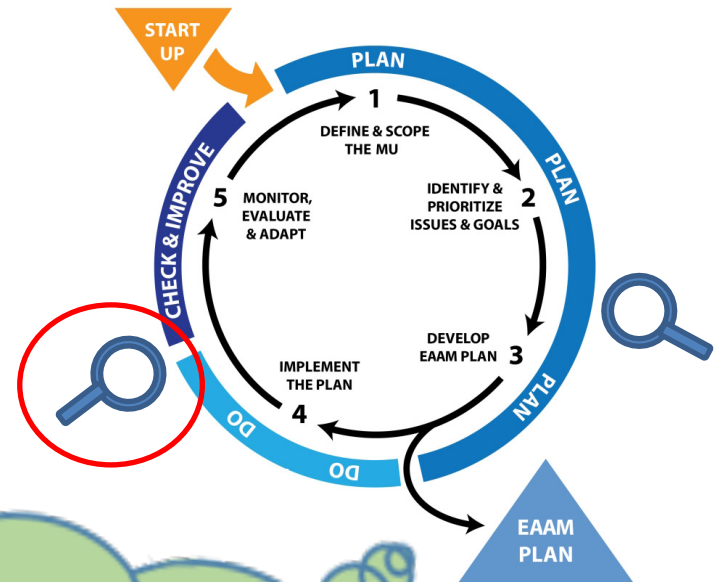 START
UP
PLAN
1
DEFINE & SCOPE
THE MU
PLAN
2
IDENTIFY &
PRIORITIZE
ISSUES & GOALS
DEVELOP
EAAM PLAN
3
PLAN
IMPLEMENT
THE PLAN
4
DO
DO
5
MONITOR,
EVALUATE
& ADAPT
CHECK & IMPROVE
EAAM
PLAN